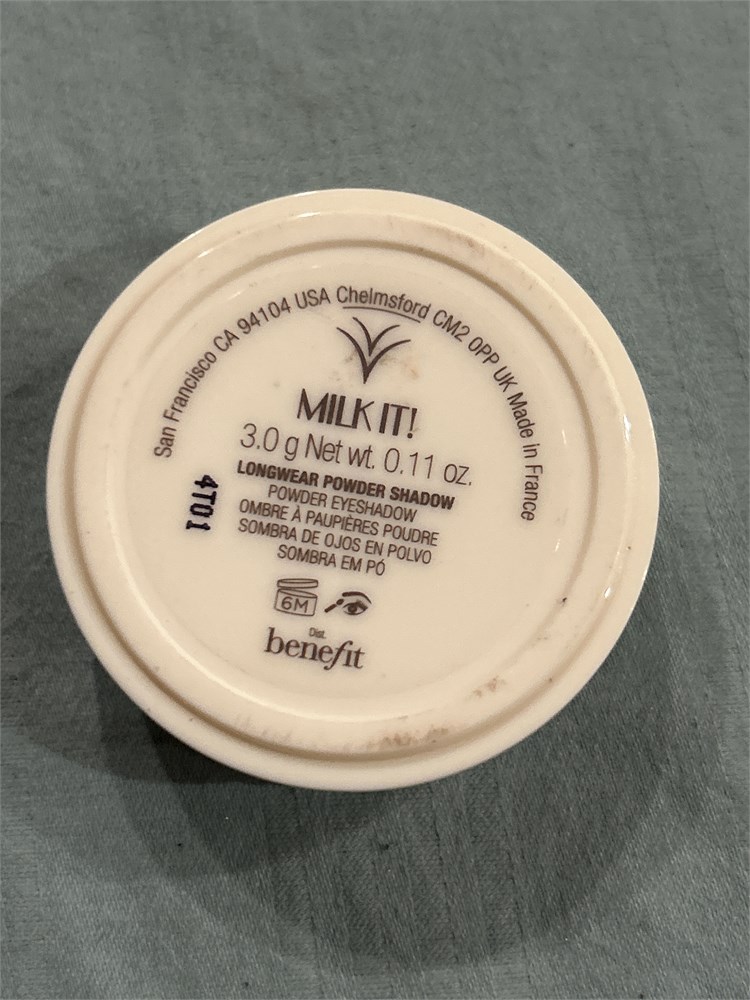 San Francisco CA 94104 USA Chelmsford CM2 0PP UK Made in France
MILK IT!
3.0 g Net wt. 0.11 oz.
LONGWEAR POWDER SHADOW
POWDER EYESHADOW
OMBRE À PAUPIÈRES POUDRE
SOMBRA DE OJOS EN POLVO
SOMBRA EM PÓ
4T01
6M
Dist.
benefit